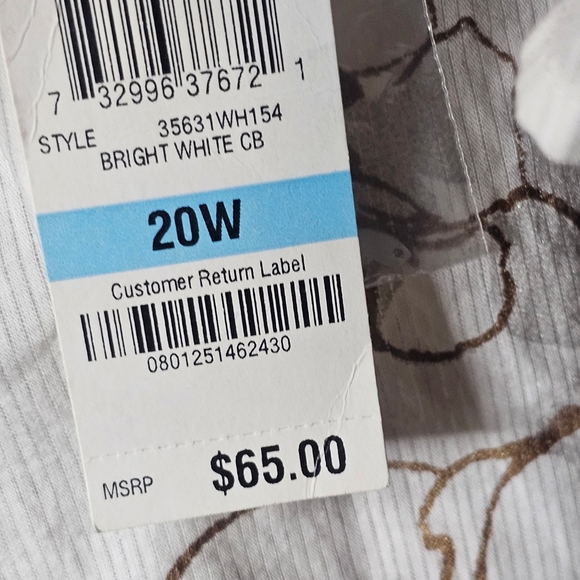 7 32996 37672 1
STYLE 35631WH154
BRIGHT WHITE CB
20W
Customer Return Label
0801251462430
MSRP $65.00